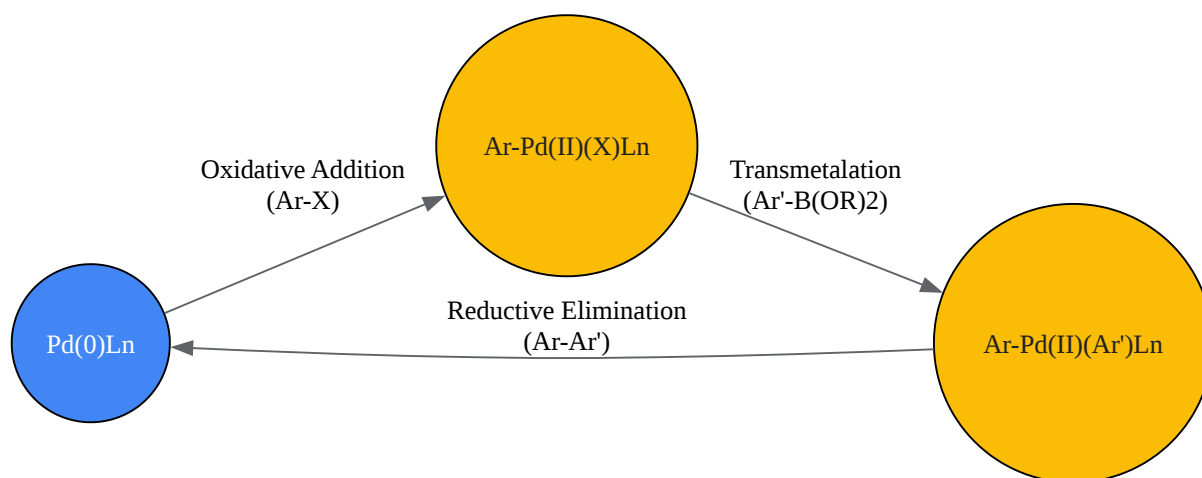 Ar-Pd(II)(X)Ln
Oxidative Addition
(Ar-X)
Transmetalation
(Ar'-B(OR)2)
Reductive Elimination
(Ar-Ar')
Pd(0)Ln
Ar-Pd(II)(Ar')Ln